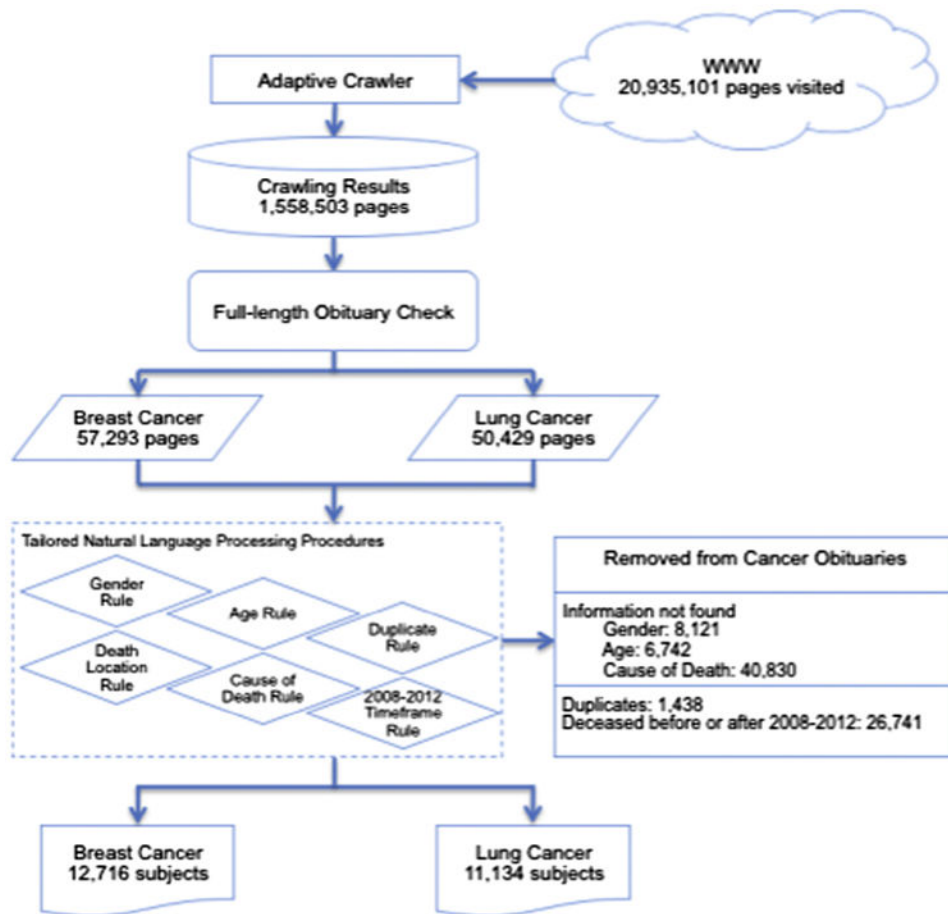 WWW
20,935,101 pages visited
Adaptive Crawler
Crawling Results
1,558,503 pages
Full-length Obituary Check
Breast Cancer
57,293 pages
Lung Cancer
50,429 pages
Tailored Natural Language Processing Procedures
Gender
Rule
Age Rule
Duplicate
Rule
Death
Location
Rule
Cause of
Death Rule
2008-2012
Timeframe
Rule
Removed from Cancer Obituaries
Information not found
Gender: 8,121
Age: 6,742
Cause of Death: 40,830
Duplicates: 1,438
Deceased before or after 2008-2012: 26,741
Breast Cancer
12,716 subjects
Lung Cancer
11,134 subjects